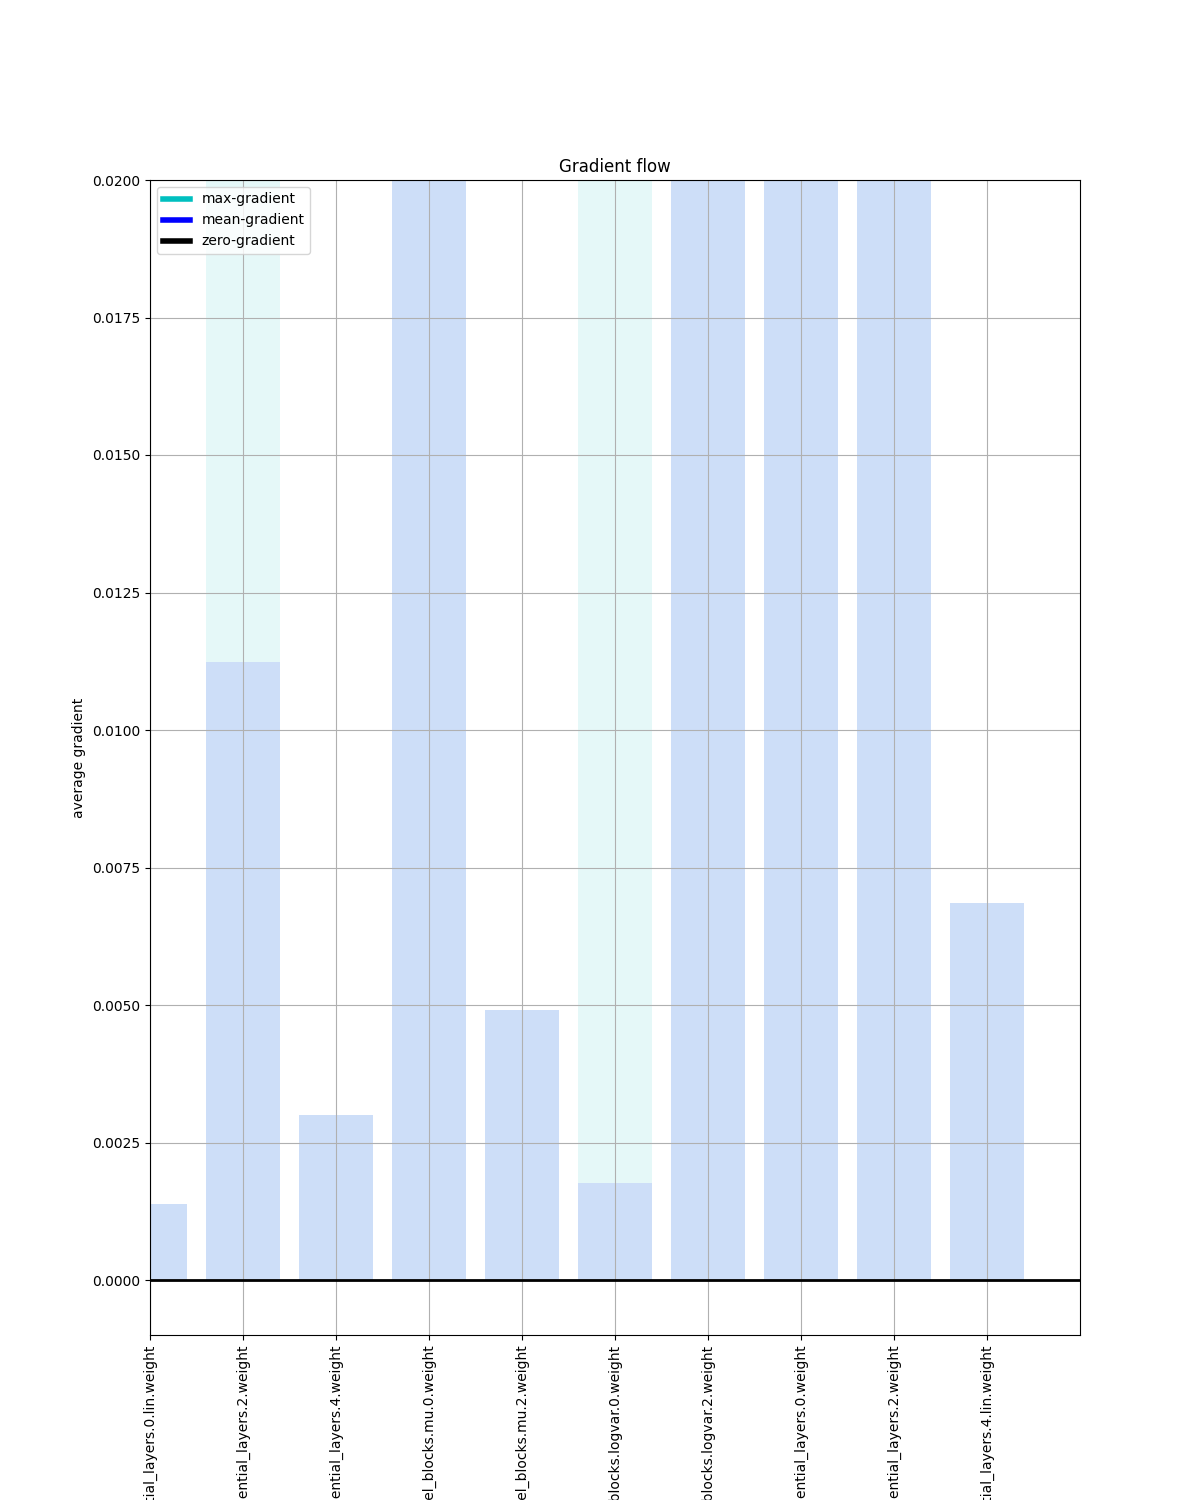 Gradient flow
max-gradient
mean-gradient
zero-gradient
0.0200
0.0175
0.0150
0.0125
0.0100
0.0075
0.0050
0.0025
0.0000
average gradient
tial_layers.0.lin.weight
ential_layers.2.weight
ential_layers.4.weight
el_blocks.mu.0.weight
el_blocks.mu.2.weight
blocks.logvar.0.weight
blocks.logvar.2.weight
ential_layers.0.weight
ential_layers.2.weight
tial_layers.4.lin.weight